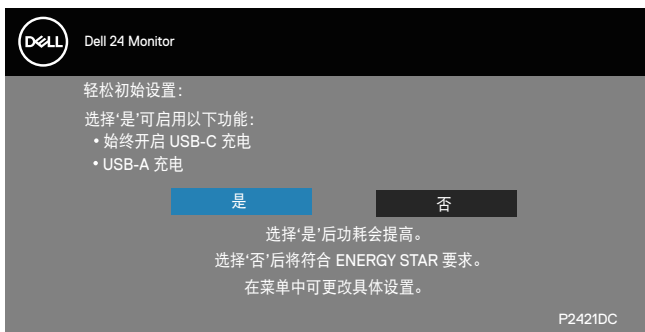 DELL
Dell 24 Monitor
轻松初始设置：
选择‘是’可启用以下功能：
• 始终开启 USB-C 充电
• USB-A 充电
是
否
选择‘是’后功耗会提高。
选择‘否’后将符合 ENERGY STAR 要求。
在菜单中可更改具体设置。
P2421DC